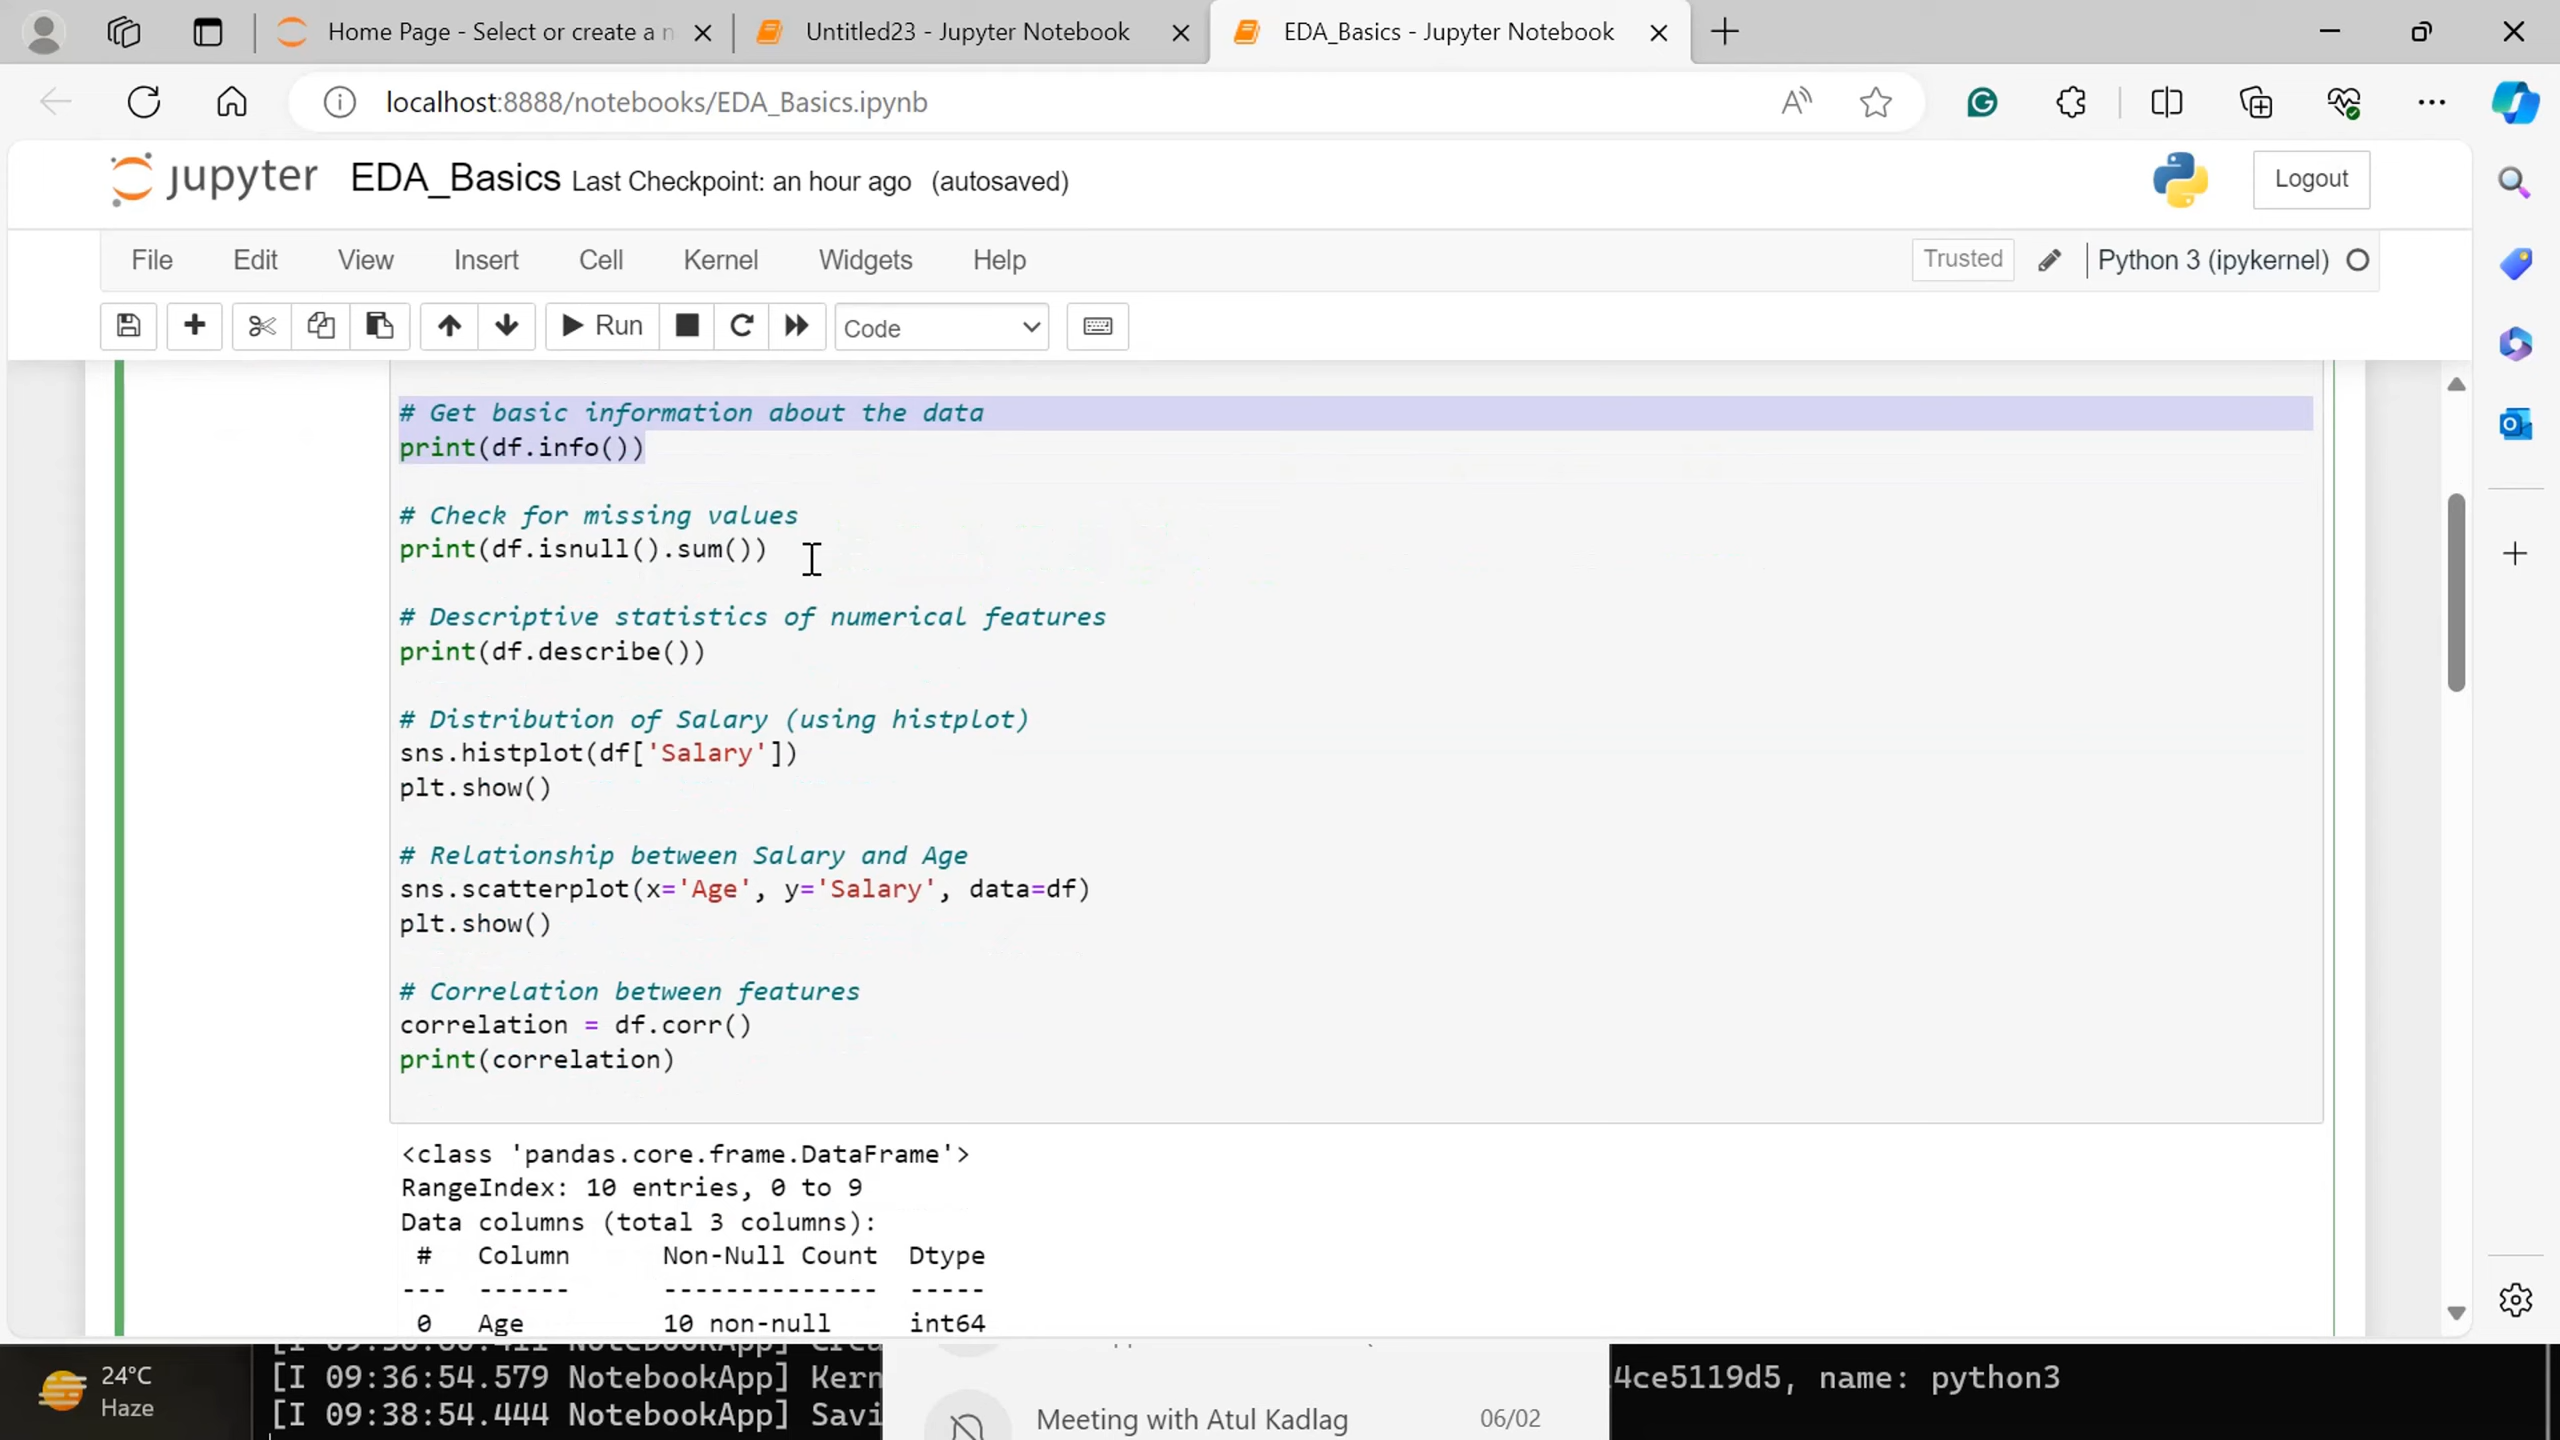 Home Page - Select or create a n
Untitled23 - Jupyter Notebook
EDA_Basics - Jupyter Notebook
localhost:8888/notebooks/EDA_Basics.ipynb
jupyter EDA_Basics Last Checkpoint: an hour ago (autosaved)
Logout
File Edit View Insert Cell Kernel Widgets Help
Trusted Python 3 (ipykernel)
Run Code
# Get basic information about the data
print(df.info())
# Check for missing values
print(df.isnull().sum())
# Descriptive statistics of numerical features
print(df.describe())
# Distribution of Salary (using histplot)
sns.histplot(df['Salary'])
plt.show()
# Relationship between Salary and Age
sns.scatterplot(x='Age', y='Salary', data=df)
plt.show()
# Correlation between features
correlation = df.corr()
print(correlation)
<class 'pandas.core.frame.DataFrame'>
RangeIndex: 10 entries, 0 to 9
Data columns (total 3 columns):
# Column Non-Null Count Dtype
--- ------ -------------- -----
0 Age 10 non-null int64
24°C
Haze
[I 09:36:54.579 NotebookApp] Kern
4ce5119d5, name: python3
[I 09:38:54.444 NotebookApp] Savi
Meeting with Atul Kadlag 06/02